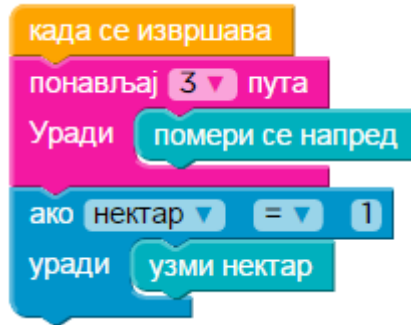 када се извршава
понављај 3 ▼ пута
Уради помери се напред
ако нектар ▼ = ▼ 1
уради узми нектар